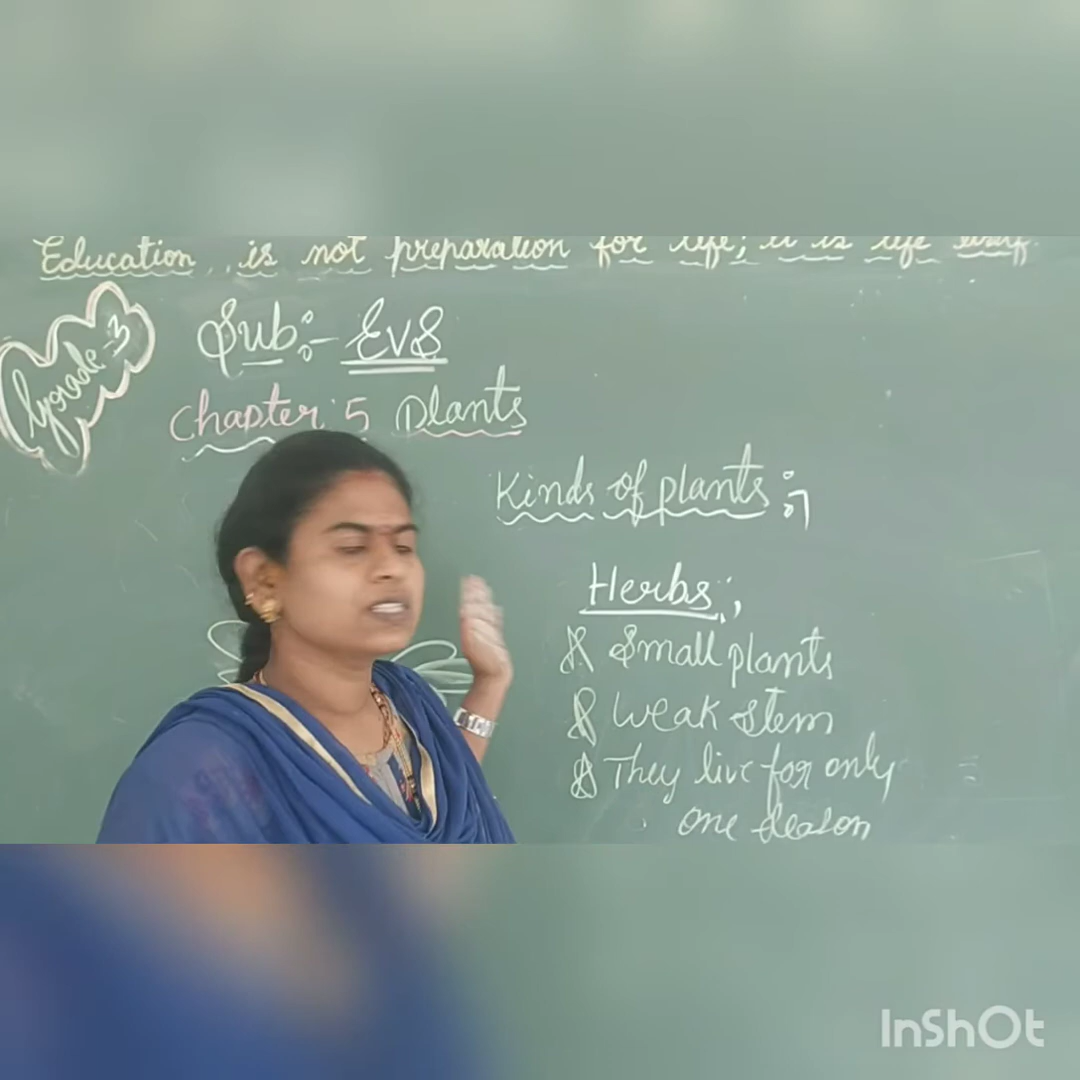 Education is not preparation for life; it is life itself.
Grade-3
Sub:- EVS
Chapter 5 Plants
Kinds of plants :-
Herbs :
Small plants
Weak stem
They live for only
one season
InShOt